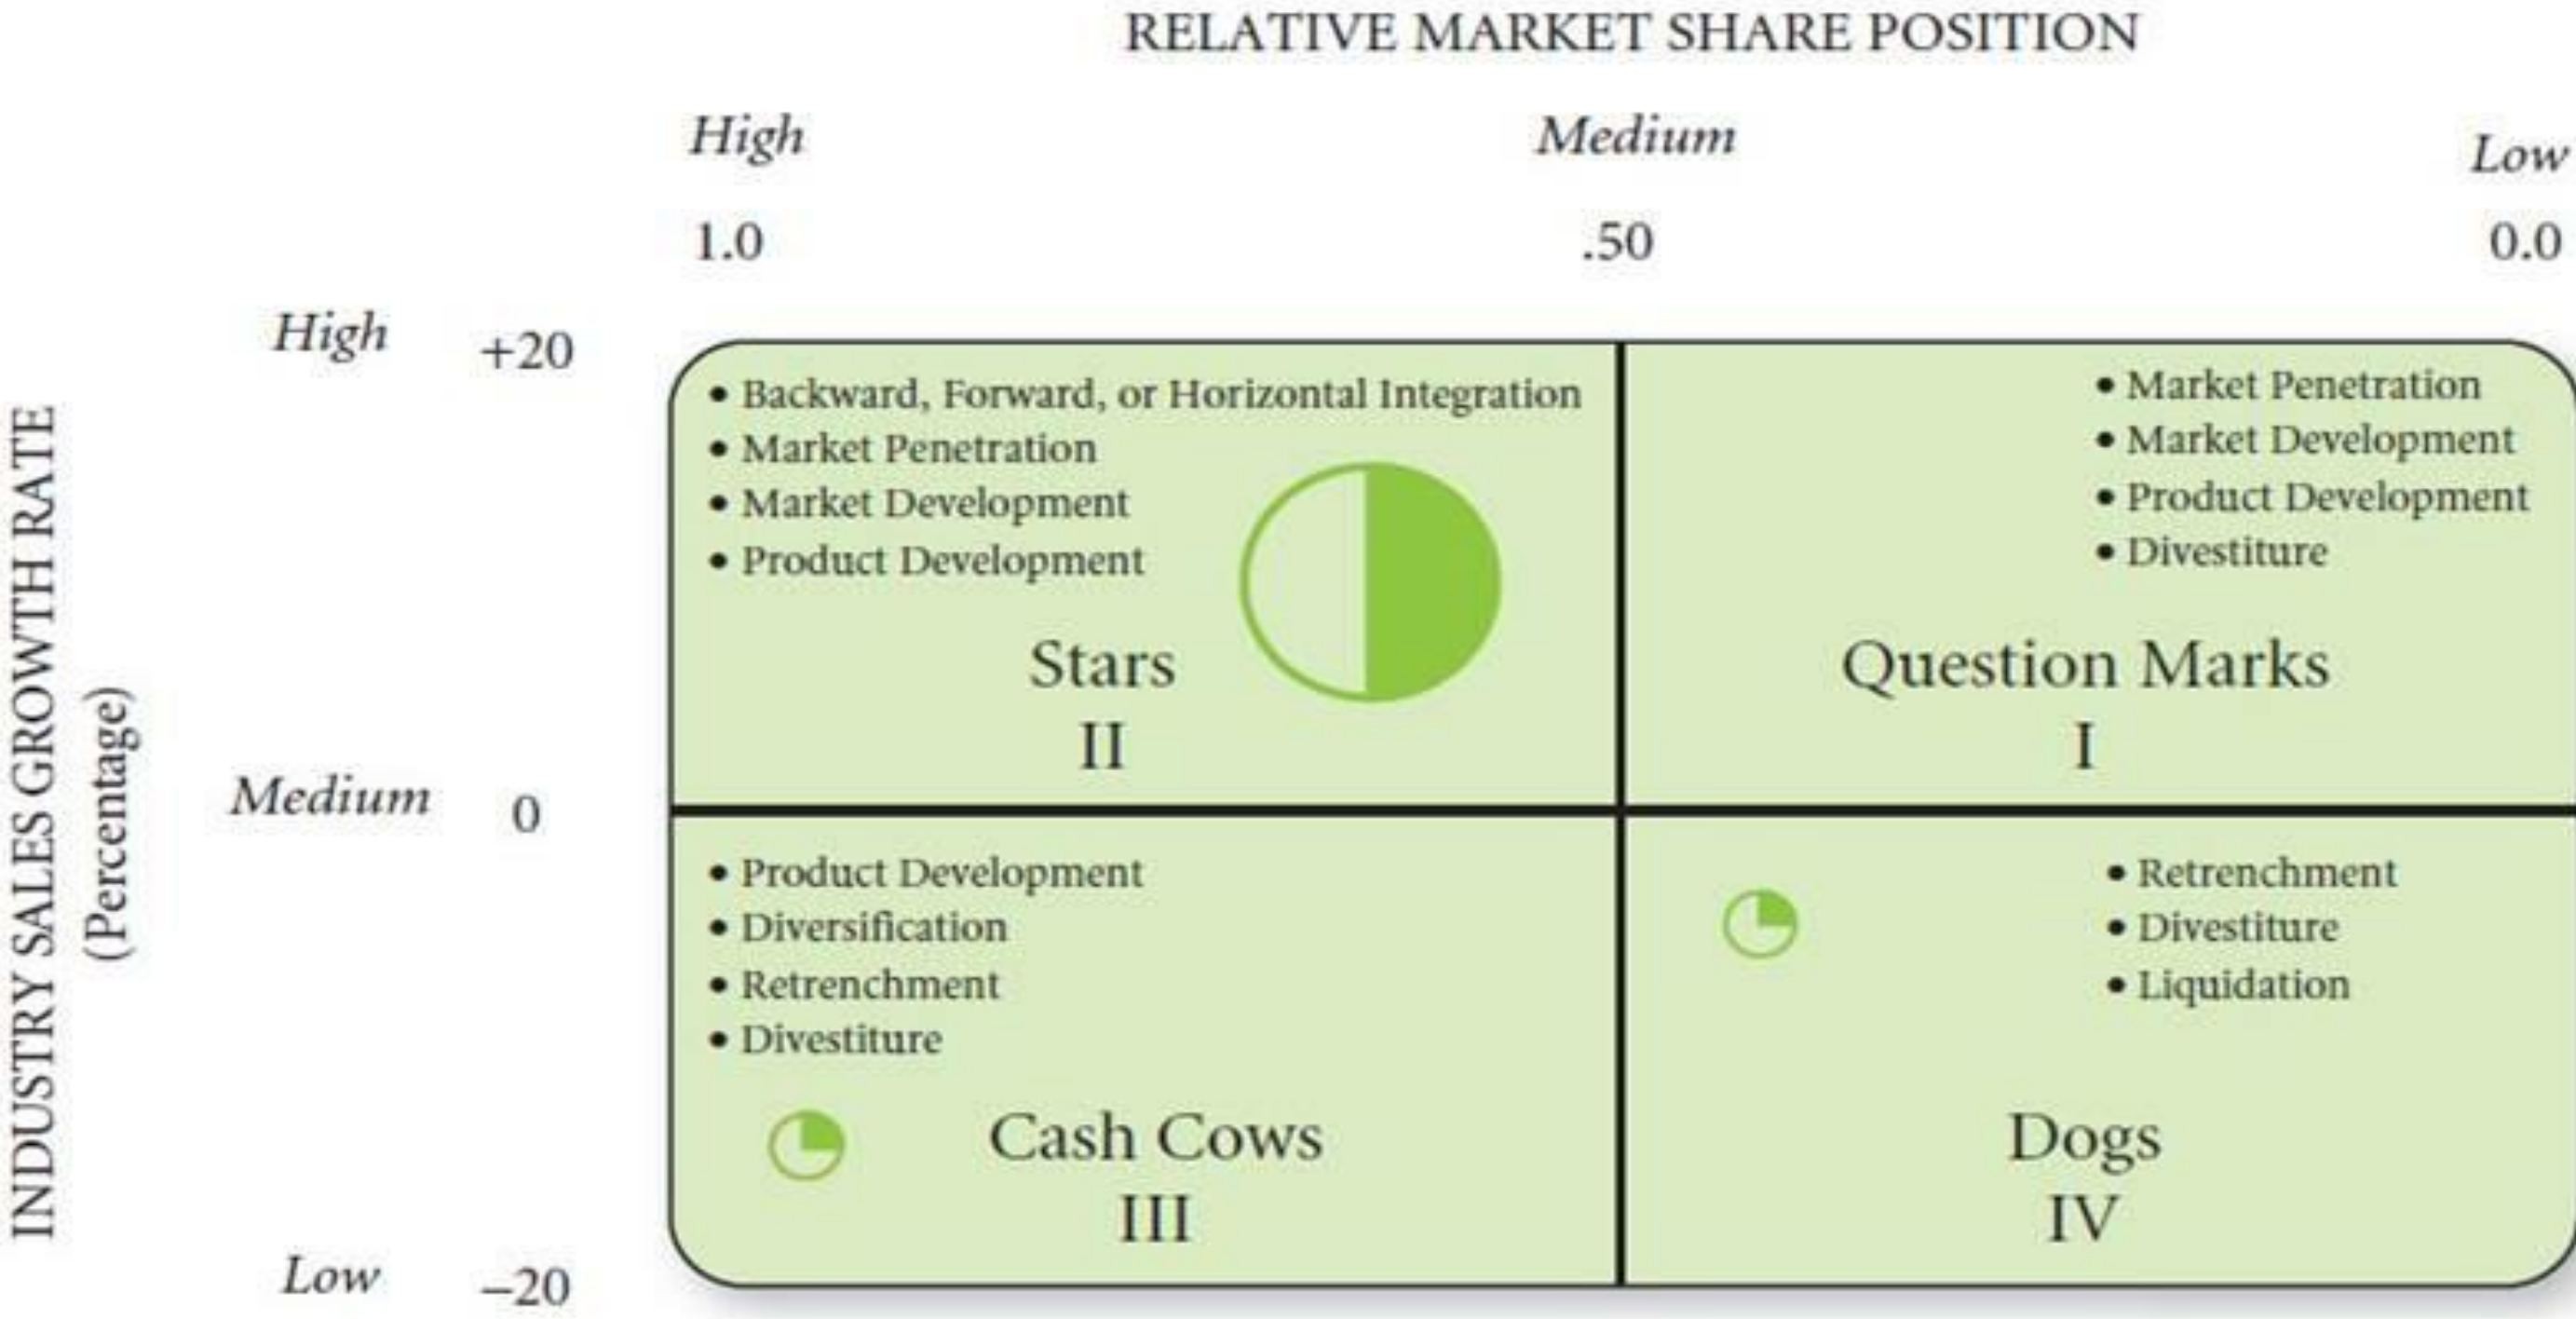 RELATIVE MARKET SHARE POSITION
High
Medium
Low
1.0
.50
0.0
INDUSTRY SALES GROWTH RATE
(Percentage)
High
+20
Medium
0
Low
–20
• Backward, Forward, or Horizontal Integration
• Market Penetration
• Market Development
• Product Development
Stars
II
• Market Penetration
• Market Development
• Product Development
• Divestiture
Question Marks
I
• Product Development
• Diversification
• Retrenchment
• Divestiture
Cash Cows
III
• Retrenchment
• Divestiture
• Liquidation
Dogs
IV